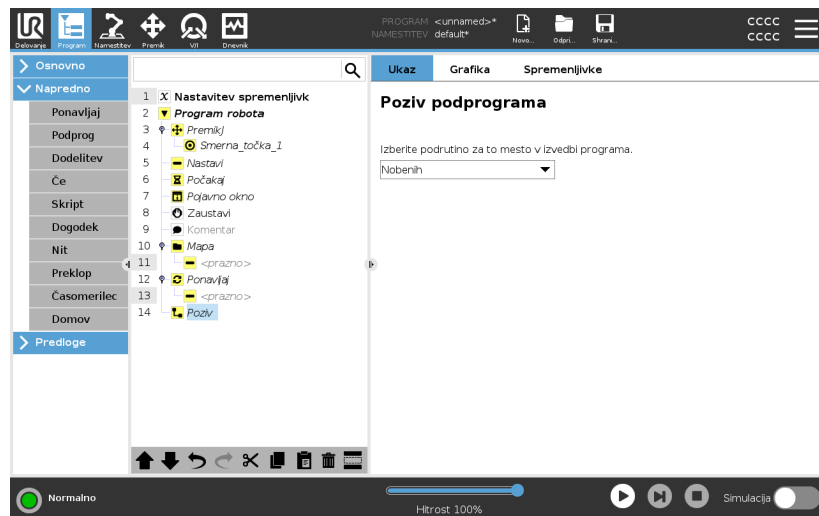 UR
Delovanje Program Namestitev Premik V/I Dnevnik
PROGRAM <unnamed>*
NAMESTITEV default*
Novo... Odpri... Shrani...
CCCC
CCCC
Osnovno
Napredno
Ponavljaj
Podprog
Dodelitev
Če
Skript
Dogodek
Nit
Preklop
Časomerilec
Domov
Predloge
1 X Nastavitev spremenljivk
2 Program robota
3 PremikJ
4 Smerna_točka_1
5 Nastavi
6 Počakaj
7 Pojavno okno
8 Zaustavi
9 Komentar
10 Mapa
11 <prazno>
12 Ponavljaj
13 <prazno>
14 Poziv
Ukaz Grafika Spremenljivke
Poziv podprograma
Izberite podrutino za to mesto v izvedbi programa.
Nobenih
Normalno
Hitrost 100%
Simulacija